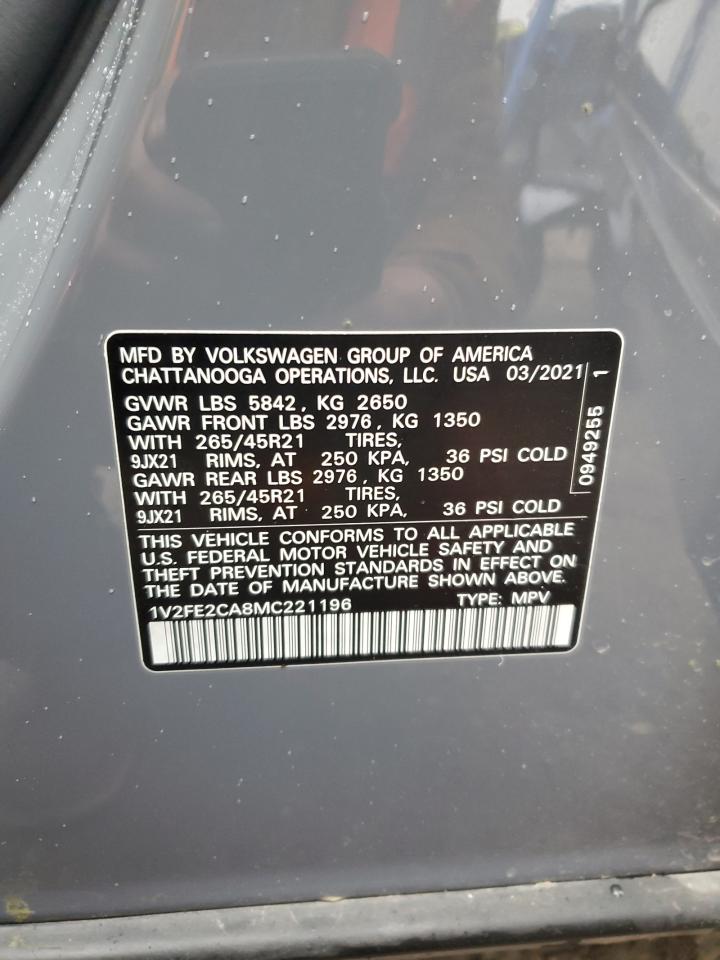 MFD BY VOLKSWAGEN GROUP OF AMERICA
CHATTANOOGA OPERATIONS, LLC. USA 03/2021
GVWR LBS 5842, KG 2650
GAWR FRONT LBS 2976, KG 1350
WITH 265/45R21 TIRES,
9JX21 RIMS, AT 250 KPA, 36 PSI COLD
GAWR REAR LBS 2976, KG 1350
WITH 265/45R21 TIRES,
9JX21 RIMS, AT 250 KPA, 36 PSI COLD
THIS VEHICLE CONFORMS TO ALL APPLICABLE
U.S. FEDERAL MOTOR VEHICLE SAFETY AND
THEFT PREVENTION STANDARDS IN EFFECT ON
THE DATE OF MANUFACTURE SHOWN ABOVE.
1V2FE2CA8MC221196 TYPE: MPV
0949255 1